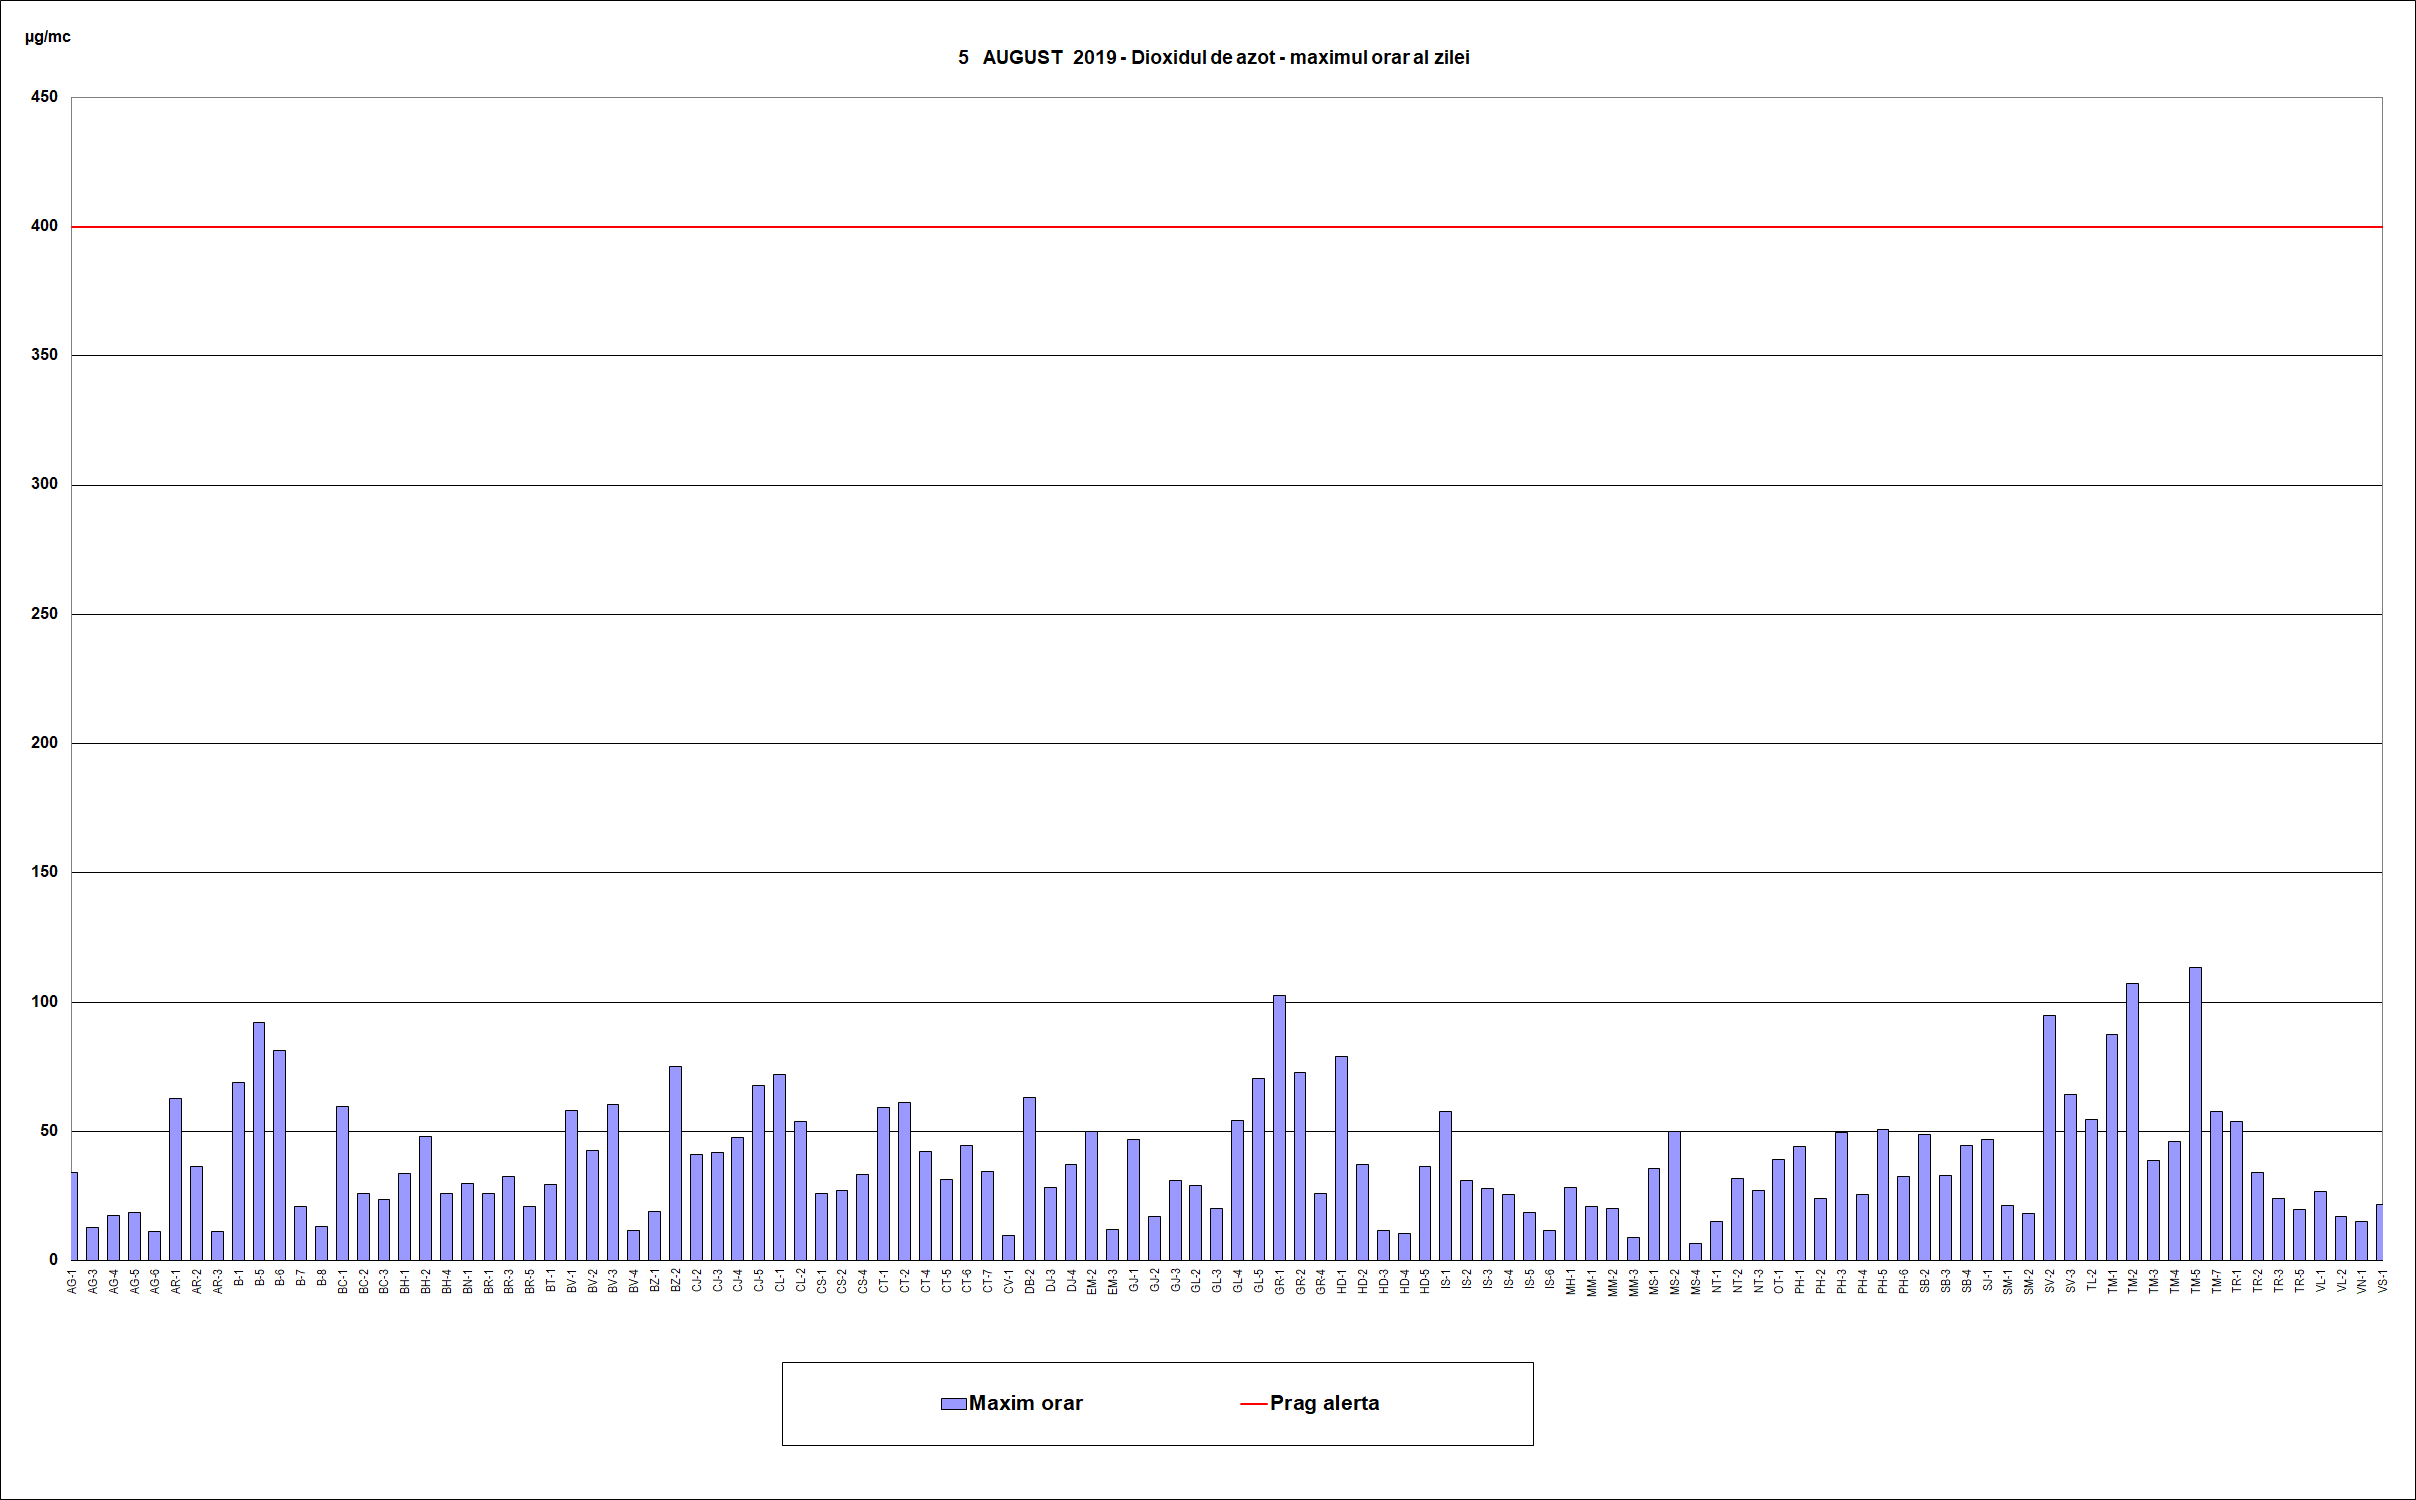 µg/mc
5 AUGUST 2019 - Dioxidul de azot - maximul orar al zilei
450
400
350
300
250
200
150
100
50
0
AG-1 AG-3 AG-4 AG-5 AG-6 AR-1 AR-2 AR-3 B-1 B-5 B-6 B-7 B-8 BC-1 BC-2 BC-3 BH-1 BH-2 BH-4 BN-1 BR-1 BR-3 BR-5 BT-1 BV-1 BV-2 BV-3 BV-4 BZ-1 BZ-2 CJ-2 CJ-3 CJ-4 CJ-5 CL-1 CL-2 CS-1 CS-2 CS-4 CT-1 CT-2 CT-4 CT-5 CT-6 CT-7 CV-1 DB-2 DJ-3 DJ-4 EM-2 EM-3 GJ-1 GJ-2 GJ-3 GL-2 GL-3 GL-4 GL-5 GR-1 GR-2 GR-4 HD-1 HD-2 HD-3 HD-4 HD-5 IS-1 IS-2 IS-3 IS-4 IS-5 IS-6 MH-1 MM-1 MM-2 MM-3 MS-1 MS-2 MS-4 NT-1 NT-2 NT-3 OT-1 PH-1 PH-2 PH-3 PH-4 PH-5 PH-6 SB-2 SB-3 SB-4 SJ-1 SM-1 SM-2 SV-2 SV-3 TL-2 TM-1 TM-2 TM-3 TM-4 TM-5 TM-7 TR-1 TR-2 TR-3 TR-5 VL-1 VL-2 VN-1 VS-1
Maxim orar Prag alerta